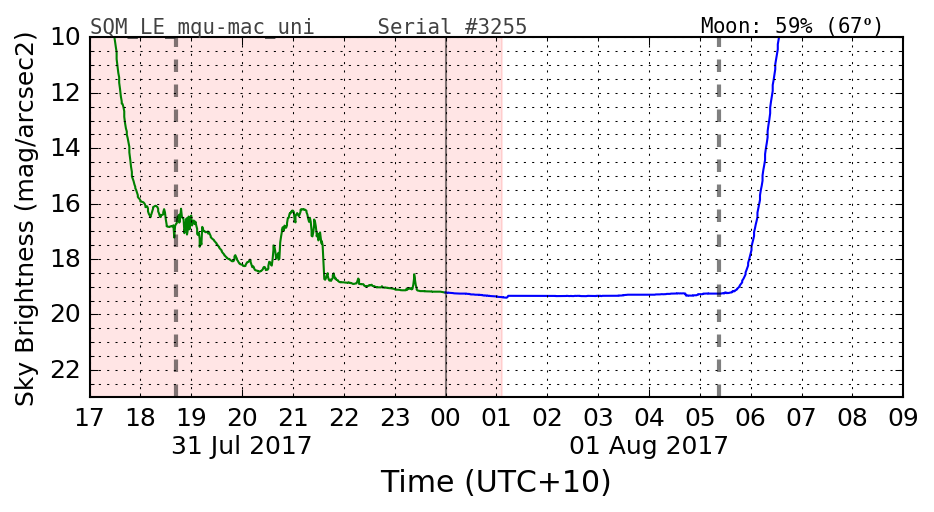 SQM_LE_mqu-mac_uni Serial #3255 Moon: 59% (67º)
10
12
14
16
18
20
22
Sky Brightness (mag/arcsec2)
17 18 19 20 21 22 23 00 01 02 03 04 05 06 07 08 09
31 Jul 2017 01 Aug 2017
Time (UTC+10)